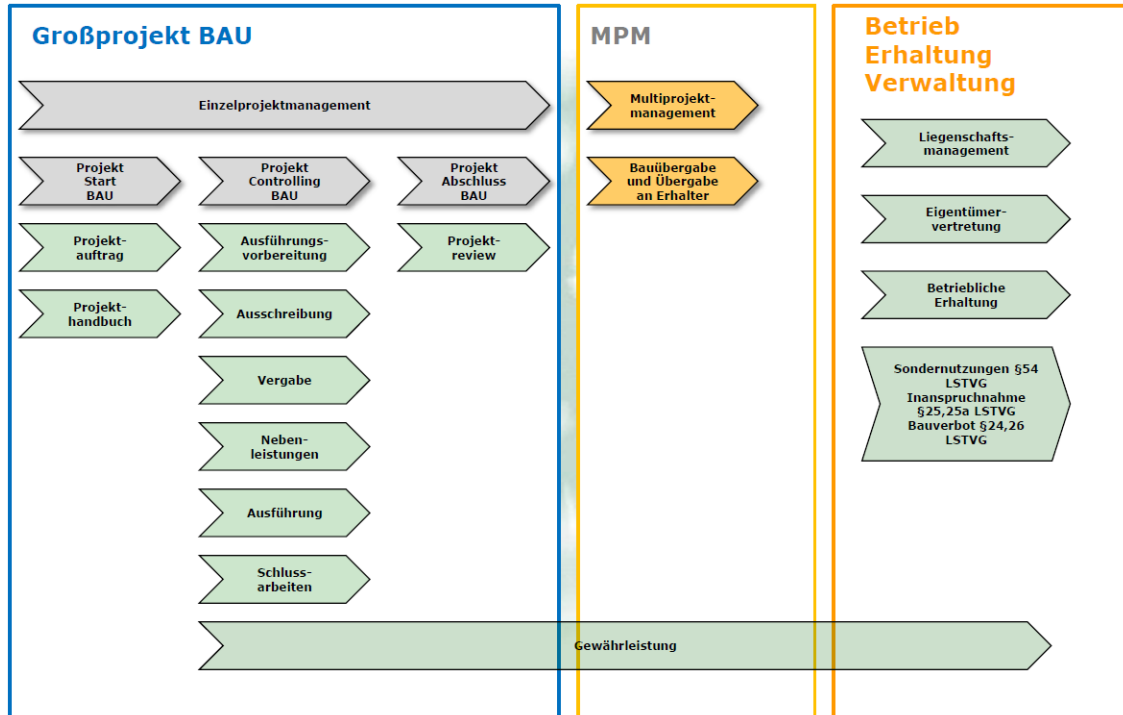 Großprojekt BAU
Einzelprojektmanagement
Projekt
Start
BAU
Projekt
Controlling
BAU
Projekt
Abschluss
BAU
Projekt-
auftrag
Ausführungs-
vorbereitung
Projekt-
review
Projekt-
handbuch
Ausschreibung
Vergabe
Neben-
leistungen
Ausführung
Schluss-
arbeiten
Gewährleistung
MPM
Multiprojekt-
management
Bauübergabe
und Übergabe
an Erhalter
Betrieb
Erhaltung
Verwaltung
Liegenschafts-
management
Eigentümer-
vertretung
Betriebliche
Erhaltung
Sondernutzungen §54
LSTVG
Inanspruchnahme
§25,25a LSTVG
Bauverbot §24,26
LSTVG